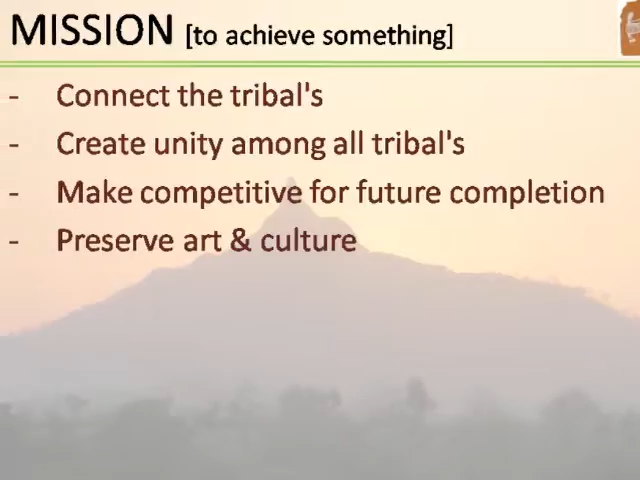 MISSION [to achieve something]
- Connect the tribal's
- Create unity among all tribal's
- Make competitive for future completion
- Preserve art & culture